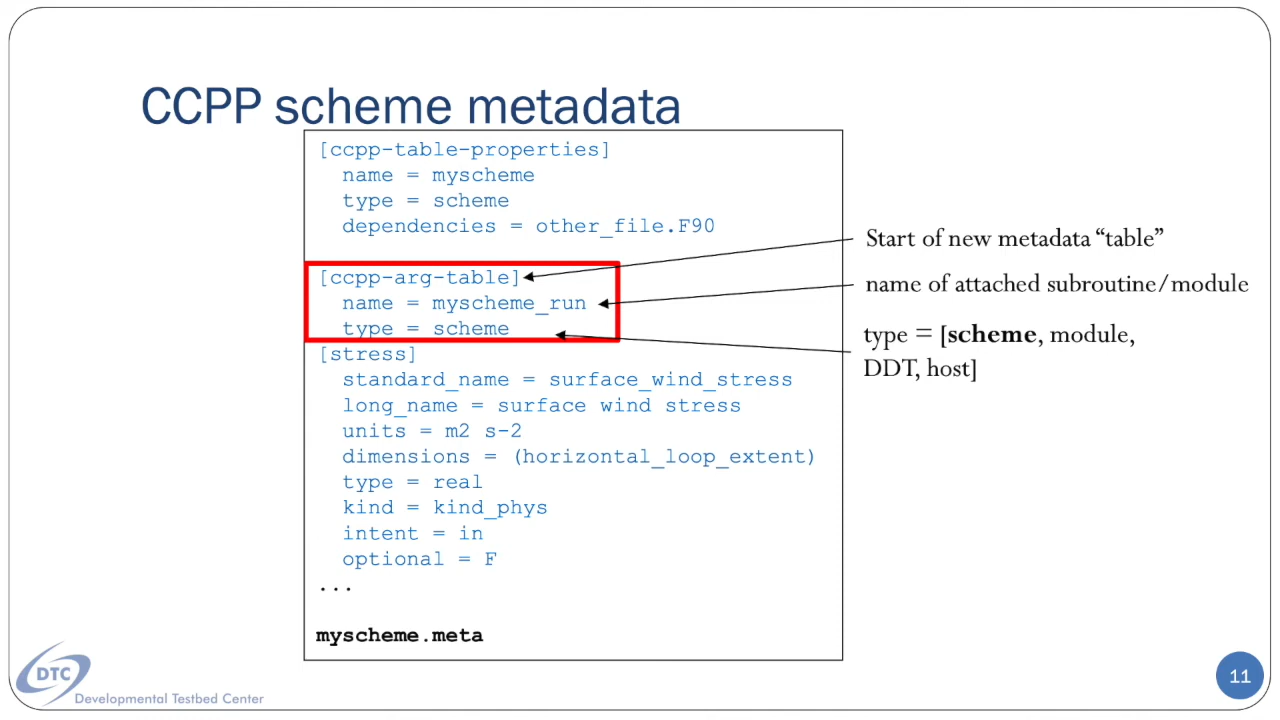 CCPP scheme metadata
[ccpp-table-properties]
name = myscheme
type = scheme
dependencies = other_file.F90
[ccpp-arg-table]
name = myscheme_run
type = scheme
[stress]
standard_name = surface_wind_stress
long_name = surface wind stress
units = m2 s-2
dimensions = (horizontal_loop_extent)
type = real
kind = kind_phys
intent = in
optional = F
...
myscheme.meta
Start of new metadata “table”
name of attached subroutine/module
type = [scheme, module,
DDT, host]
DTC
Developmental Testbed Center
11